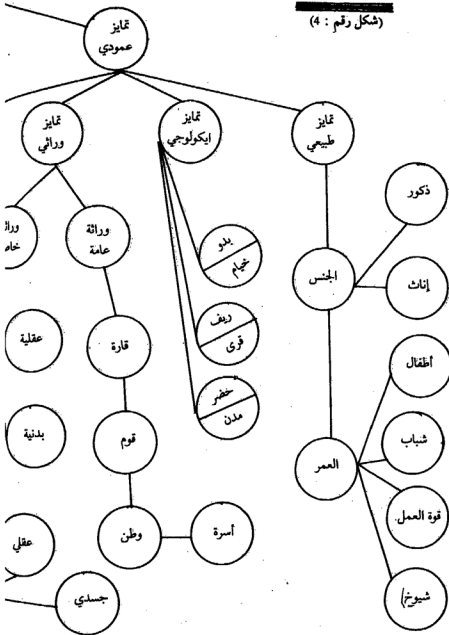 (شكل رقم : 4)
تمايز
عمودي
تمايز
طبيعي
تمايز
ايكولوجي
تمايز
وراثي
ذكور
الجنس
إناث
بدو
خيام
وراثة
عامة
ريف
قرى
قارة
عقلية
أطفال
خضر
مدن
شباب
العمر
قوم
بدنية
قوة العمل
أسرة
وطن
عقلي
شيوخ
جسدي